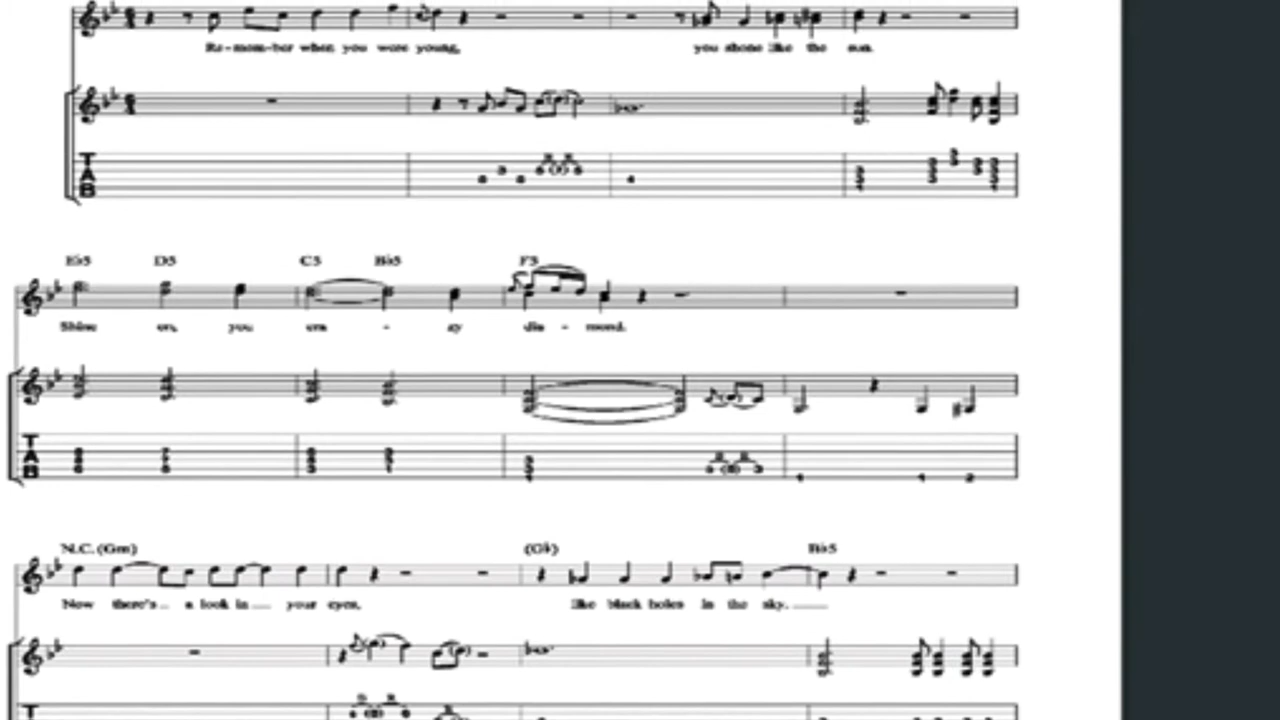 Re-mem-ber when you were young, you shone like the sun.
T
A
B
E♭5 D5 C5 B♭5 F5
Shine on, you cra - zy dia - mond.
T
A
B
N.C. (Gm) (G♭) B♭5
Now there's a look in your eyes, like black holes in the sky.
T